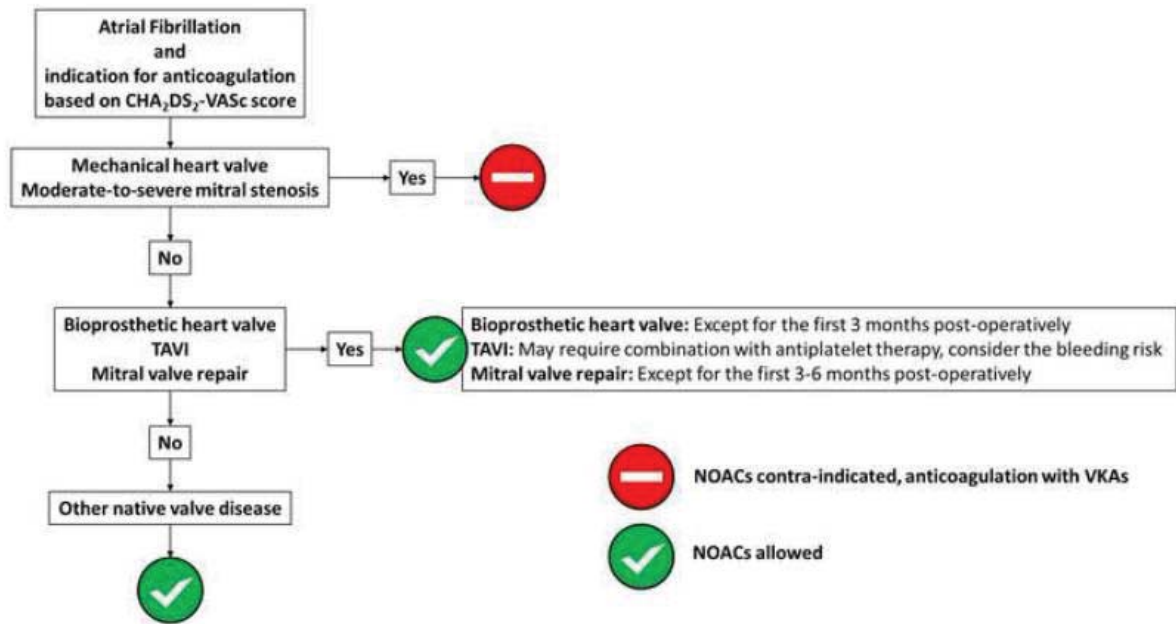 Atrial Fibrillation
and
indication for anticoagulation
based on CHA₂DS₂-VASc score
Mechanical heart valve
Moderate-to-severe mitral stenosis
Yes
No
Bioprosthetic heart valve
TAVI
Mitral valve repair
Yes
Bioprosthetic heart valve: Except for the first 3 months post-operatively
TAVI: May require combination with antiplatelet therapy, consider the bleeding risk
Mitral valve repair: Except for the first 3-6 months post-operatively
No
Other native valve disease
NOACs contra-indicated, anticoagulation with VKAs
NOACs allowed